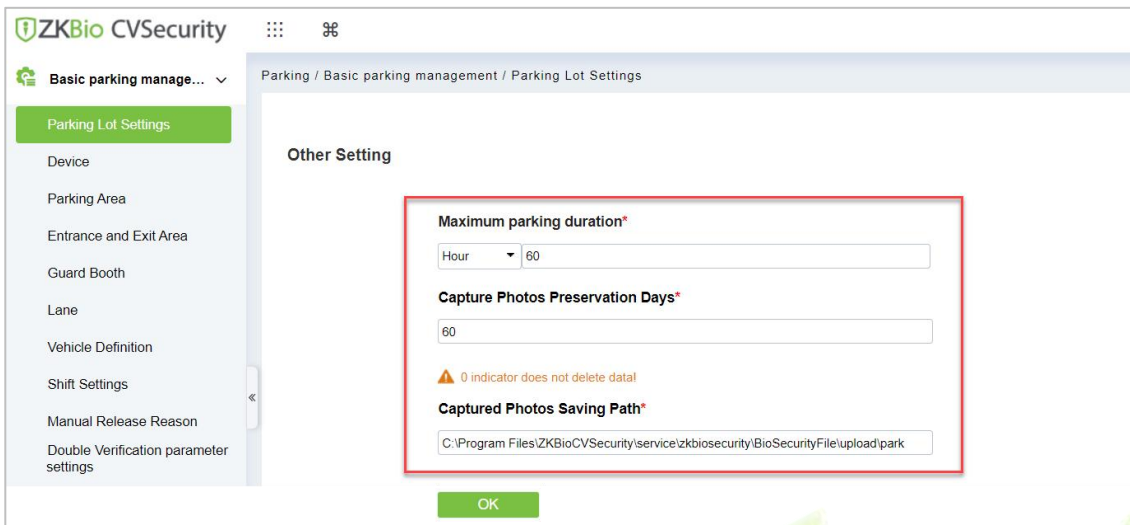 ZKBio CVSecurity
Basic parking manage...
Parking / Basic parking management / Parking Lot Settings
Parking Lot Settings
Device
Parking Area
Entrance and Exit Area
Guard Booth
Lane
Vehicle Definition
Shift Settings
Manual Release Reason
Double Verification parameter
settings
Other Setting
Maximum parking duration*
Hour 60
Capture Photos Preservation Days*
60
0 indicator does not delete data!
Captured Photos Saving Path*
C:\Program Files\ZKBioCVSecurity\service\zkbiosecurity\BioSecurityFile\upload\park
OK